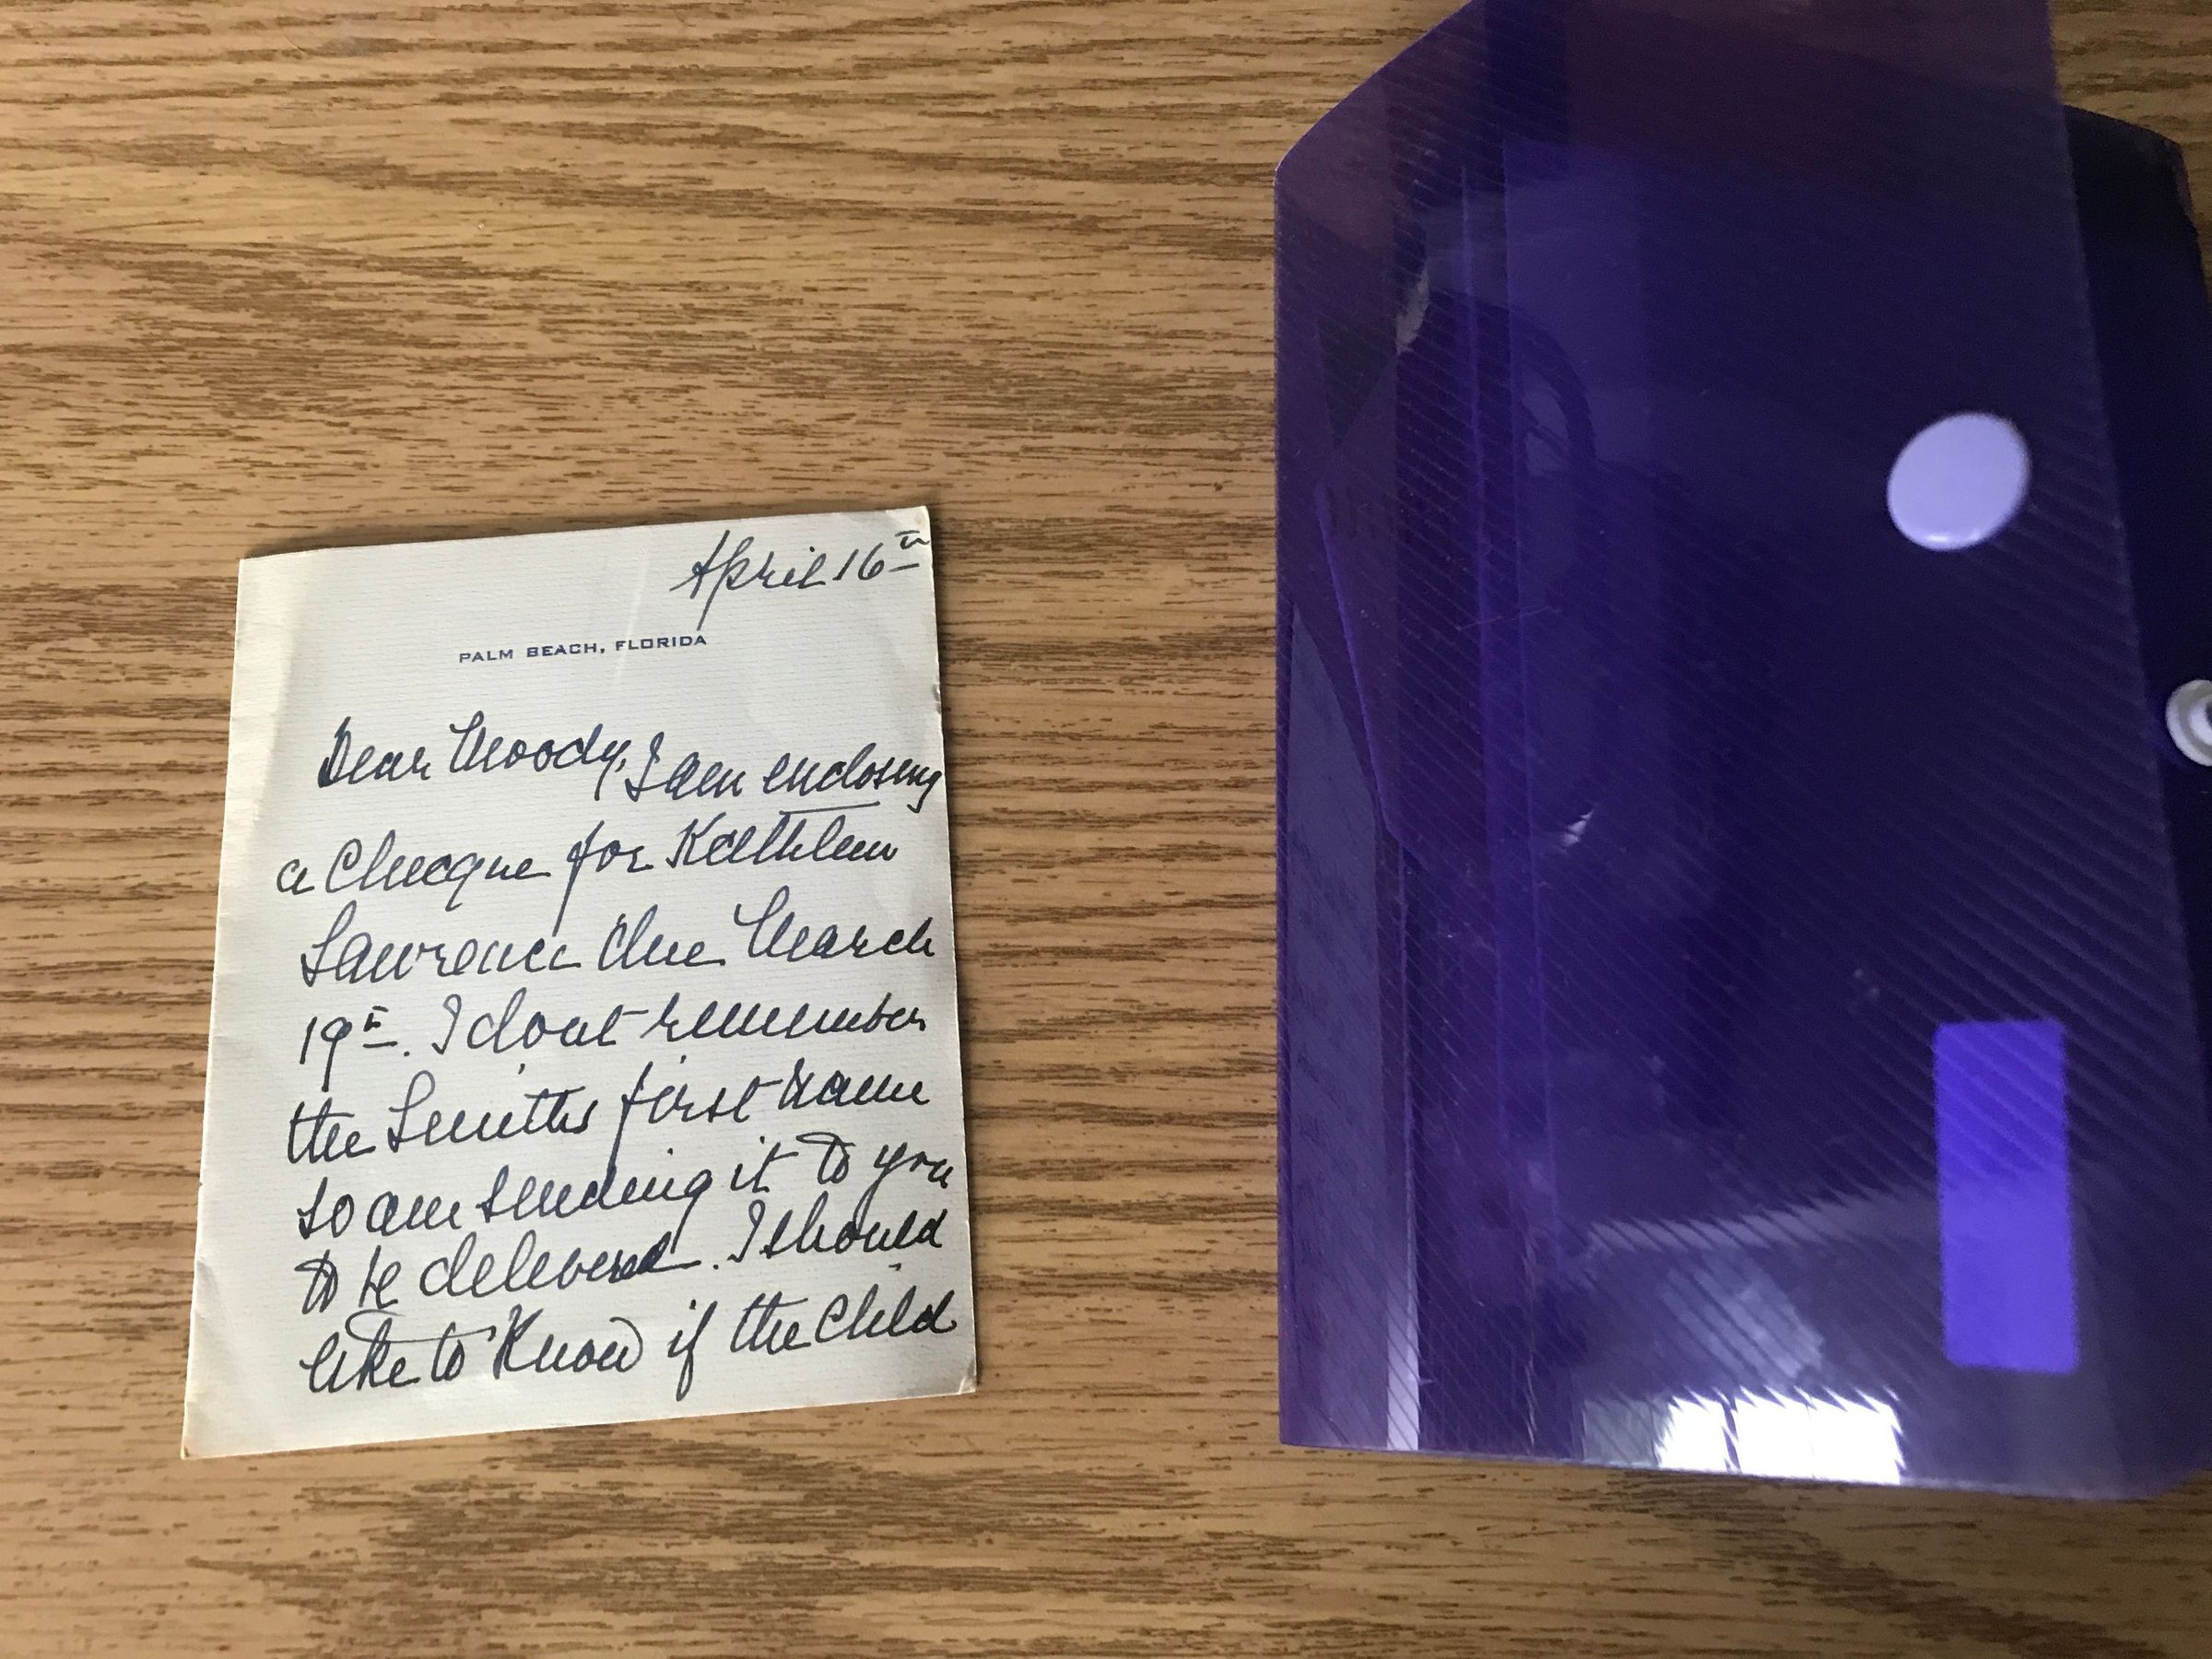 April 16th
PALM BEACH, FLORIDA
Dear Moody, I am enclosing
a Cheque for Kathleen
Lawrence due March
19th. I dont remember
the Smiths first name
so am sending it to you
to be delivered. I should
like to Know if the Child